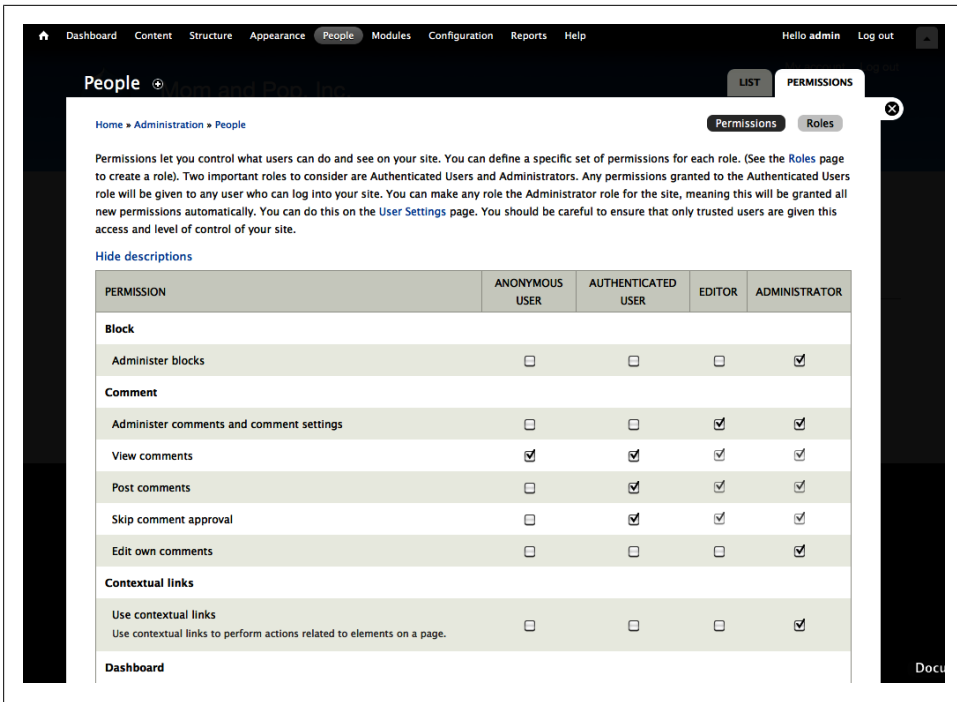 Dashboard Content Structure Appearance People Modules Configuration Reports Help Hello admin Log out
People LIST PERMISSIONS
Mom and Pop, Inc.
Home » Administration » People Permissions Roles
Permissions let you control what users can do and see on your site. You can define a specific set of permissions for each role. (See the Roles page
to create a role). Two important roles to consider are Authenticated Users and Administrators. Any permissions granted to the Authenticated Users
role will be given to any user who can log into your site. You can make any role the Administrator role for the site, meaning this will be granted all
new permissions automatically. You can do this on the User Settings page. You should be careful to ensure that only trusted users are given this
access and level of control of your site.
Hide descriptions
PERMISSION ANONYMOUS USER AUTHENTICATED USER EDITOR ADMINISTRATOR
Block
Administer blocks
Comment
Administer comments and comment settings
View comments
Post comments
Skip comment approval
Edit own comments
Contextual links
Use contextual links
Use contextual links to perform actions related to elements on a page.
Dashboard
Docu